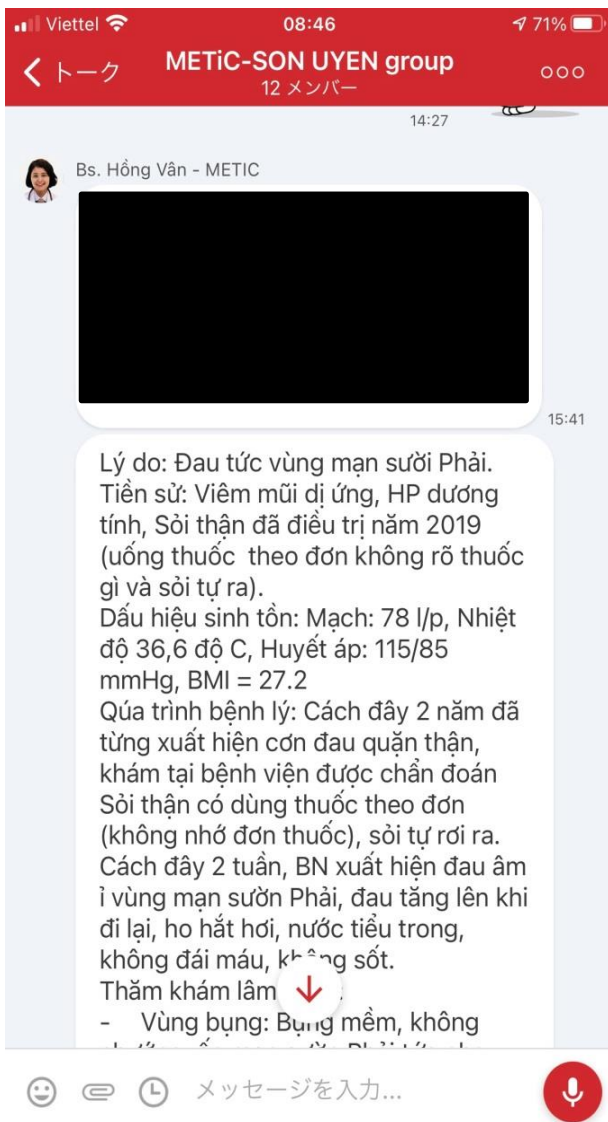 Viettel 08:46 71%
トーク METiC-SON UYEN group
12 メンバー
14:27
Bs. Hồng Vân - METIC
15:41
Lý do: Đau tức vùng mạn sười Phải.
Tiền sử: Viêm mũi dị ứng, HP dương
tính, Sỏi thận đã điều trị năm 2019
(uống thuốc theo đơn không rõ thuốc
gì và sỏi tự ra).
Dấu hiệu sinh tồn: Mạch: 78 l/p, Nhiệt
độ 36,6 độ C, Huyết áp: 115/85
mmHg, BMI = 27.2
Qúa trình bệnh lý: Cách đây 2 năm đã
từng xuất hiện cơn đau quặn thận,
khám tại bệnh viện được chẩn đoán
Sỏi thận có dùng thuốc theo đơn
(không nhớ đơn thuốc), sỏi tự rơi ra.
Cách đây 2 tuần, BN xuất hiện đau âm
ỉ vùng mạn sườn Phải, đau tăng lên khi
đi lại, ho hắt hơi, nước tiểu trong,
không đái máu, không sốt.
Thăm khám lâm
- Vùng bụng: Bụng mềm, không
メッセージを入力...